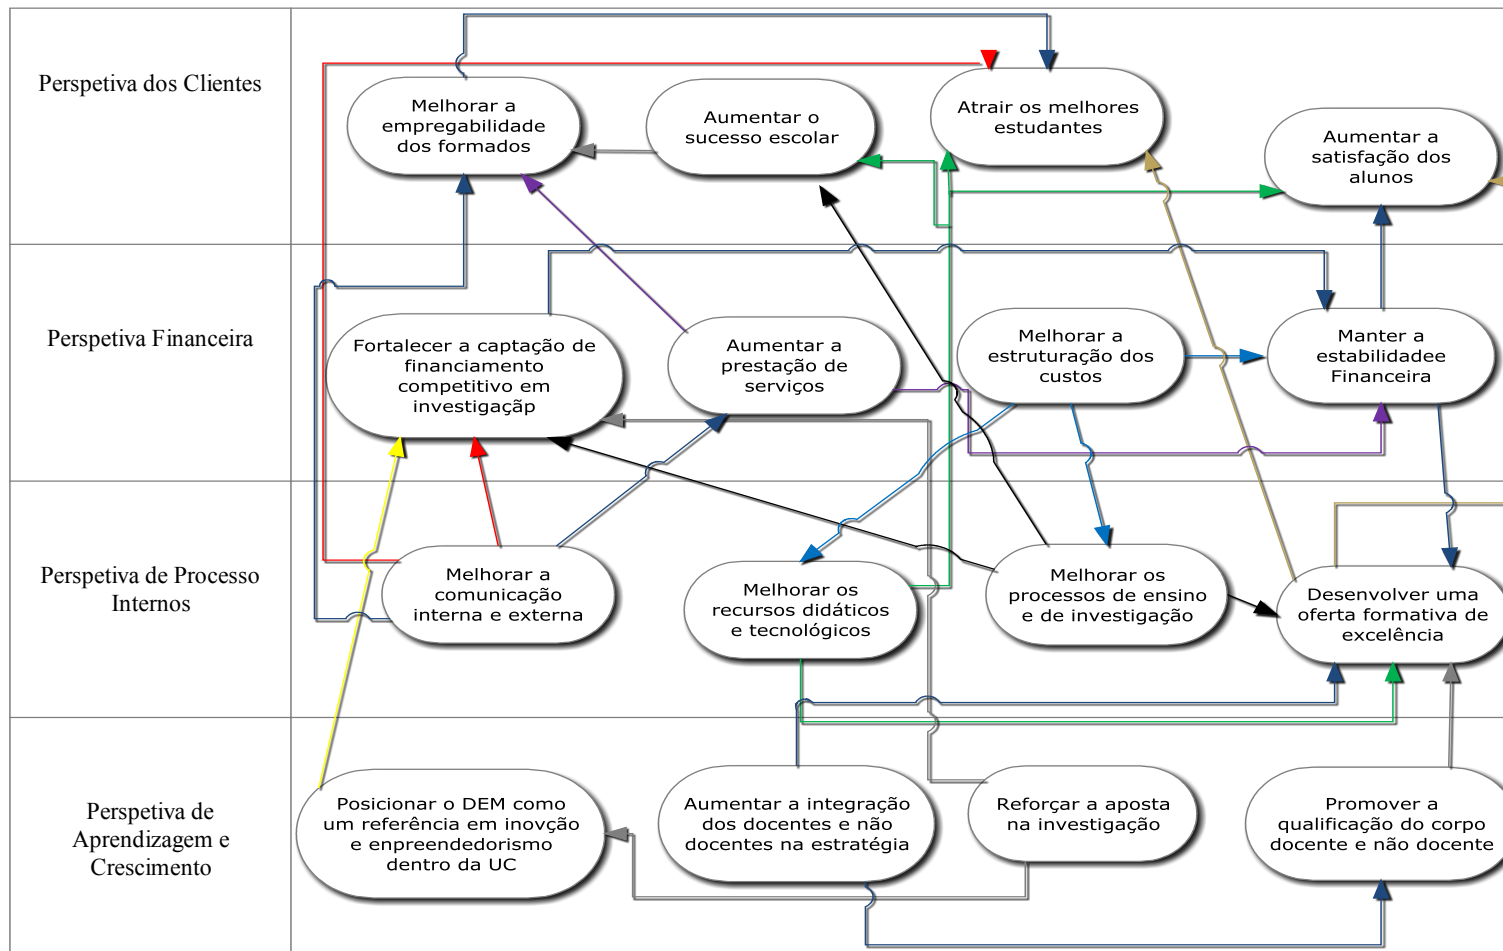 Perspetiva dos Clientes
Melhorar a
empregabilidade
dos formados
Aumentar o
sucesso escolar
Atrair os melhores
estudantes
Aumentar a
satisfação dos
alunos
Perspetiva Financeira
Fortalecer a captação de
financiamento
competitivo em
investigaçãp
Aumentar a
prestação de
serviços
Melhorar a
estruturação dos
custos
Manter a
estabilidadee
Financeira
Perspetiva de Processo
Internos
Melhorar a
comunicação
interna e externa
Melhorar os
recursos didáticos
e tecnológicos
Melhorar os
processos de ensino
e de investigação
Desenvolver uma
oferta formativa de
excelência
Perspetiva de
Aprendizagem e
Crescimento
Posicionar o DEM como
um referência em inovção
e enpreendedorismo
dentro da UC
Aumentar a integração
dos docentes e não
docentes na estratégia
Reforçar a aposta
na investigação
Promover a
qualificação do corpo
docente e não docente